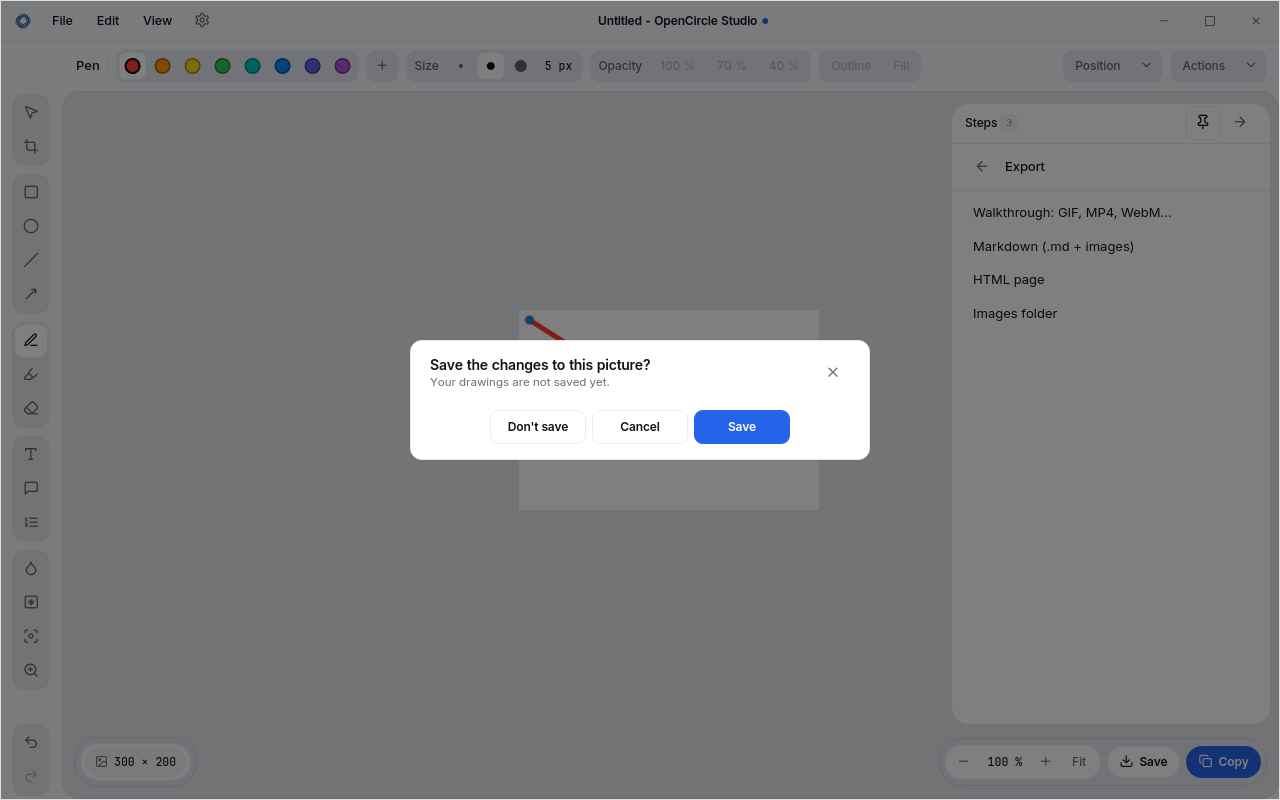 File Edit View Untitled - OpenCircle Studio
Pen Size 5 px Opacity 100 % 70 % 40 % Outline Fill Position Actions
Steps 3
Export
Walkthrough: GIF, MP4, WebM...
Markdown (.md + images)
HTML page
Images folder
Save the changes to this picture?
Your drawings are not saved yet.
Don't save Cancel Save
300 × 200 100 % Fit Save Copy